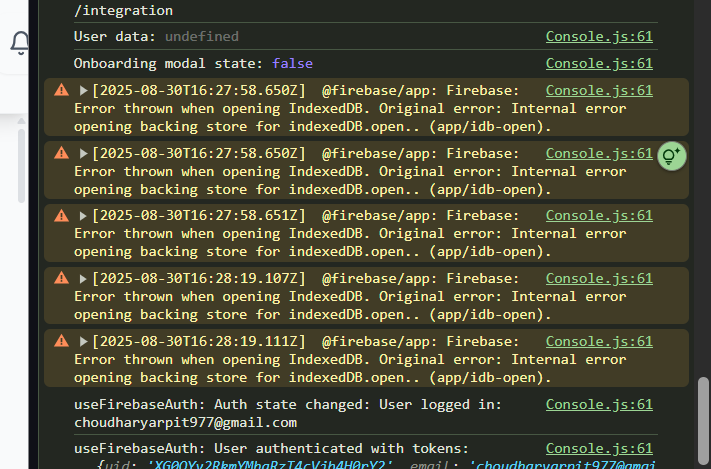 /integration
User data: undefined Console.js:61
Onboarding modal state: false Console.js:61
[2025-08-30T16:27:58.650Z]  @firebase/app: Firebase: Console.js:61
Error thrown when opening IndexedDB. Original error: Internal error
opening backing store for indexedDB.open.. (app/idb-open).
[2025-08-30T16:27:58.650Z]  @firebase/app: Firebase: Console.js:61
Error thrown when opening IndexedDB. Original error: Internal error
opening backing store for indexedDB.open.. (app/idb-open).
[2025-08-30T16:27:58.651Z]  @firebase/app: Firebase: Console.js:61
Error thrown when opening IndexedDB. Original error: Internal error
opening backing store for indexedDB.open.. (app/idb-open).
[2025-08-30T16:28:19.107Z]  @firebase/app: Firebase: Console.js:61
Error thrown when opening IndexedDB. Original error: Internal error
opening backing store for indexedDB.open.. (app/idb-open).
[2025-08-30T16:28:19.111Z]  @firebase/app: Firebase: Console.js:61
Error thrown when opening IndexedDB. Original error: Internal error
opening backing store for indexedDB.open.. (app/idb-open).
useFirebaseAuth: Auth state changed: User logged in: Console.js:61
choudharyarpit977@gmail.com
useFirebaseAuth: User authenticated with tokens: Console.js:61
{uid: email: